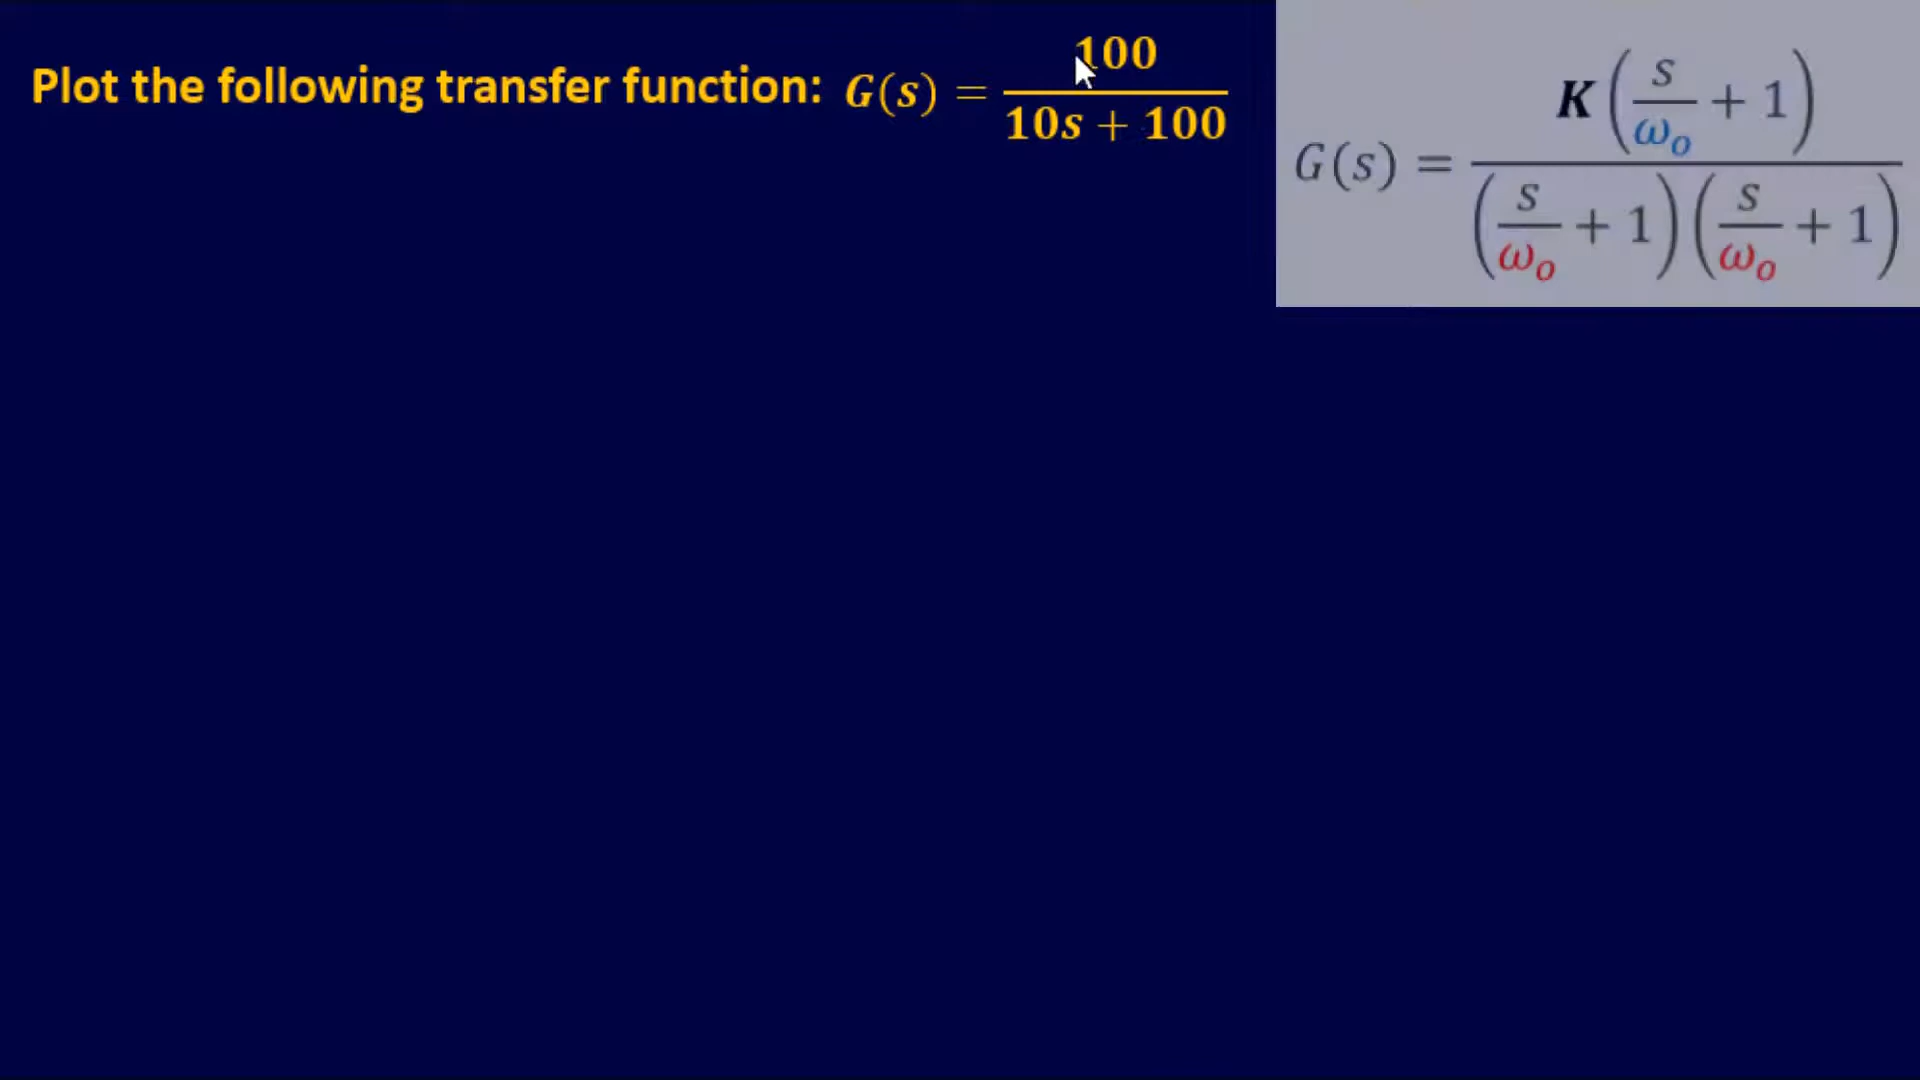 Plot the following transfer function: G(s) = 100 / (10s + 100)
G(s) = K(s/ωo + 1) / ((s/ωo + 1)(s/ωo + 1))